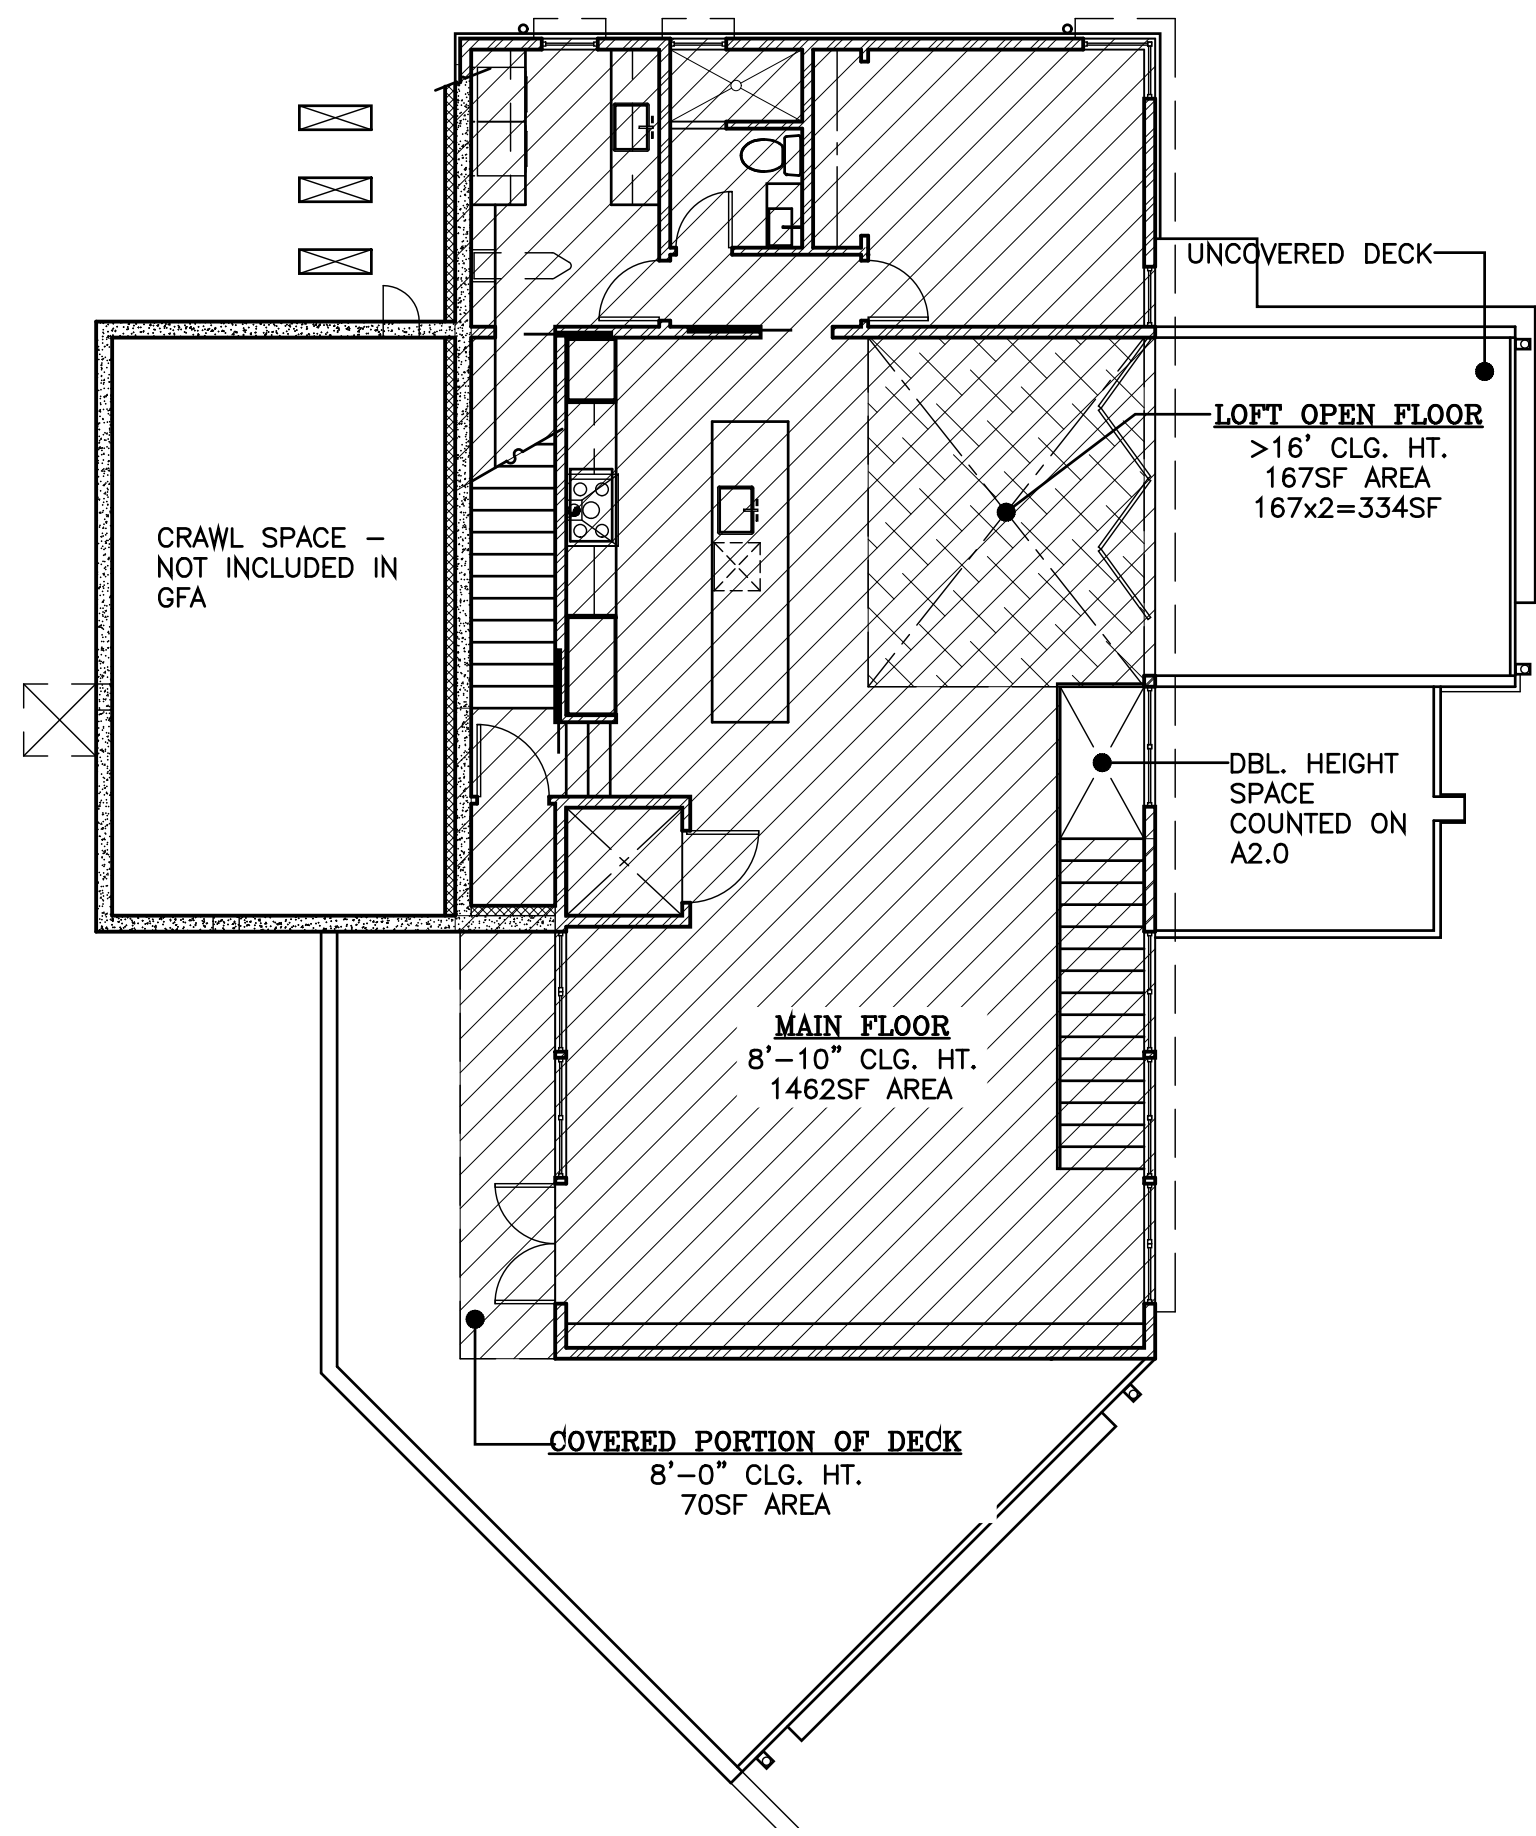 UNCOVERED DECK
LOFT OPEN FLOOR
>16' CLG. HT.
167SF AREA
167x2=334SF
CRAWL SPACE –
NOT INCLUDED IN
GFA
DBL. HEIGHT
SPACE
COUNTED ON
A2.0
MAIN FLOOR
8'–10" CLG. HT.
1462SF AREA
COVERED PORTION OF DECK
8'–0" CLG. HT.
70SF AREA